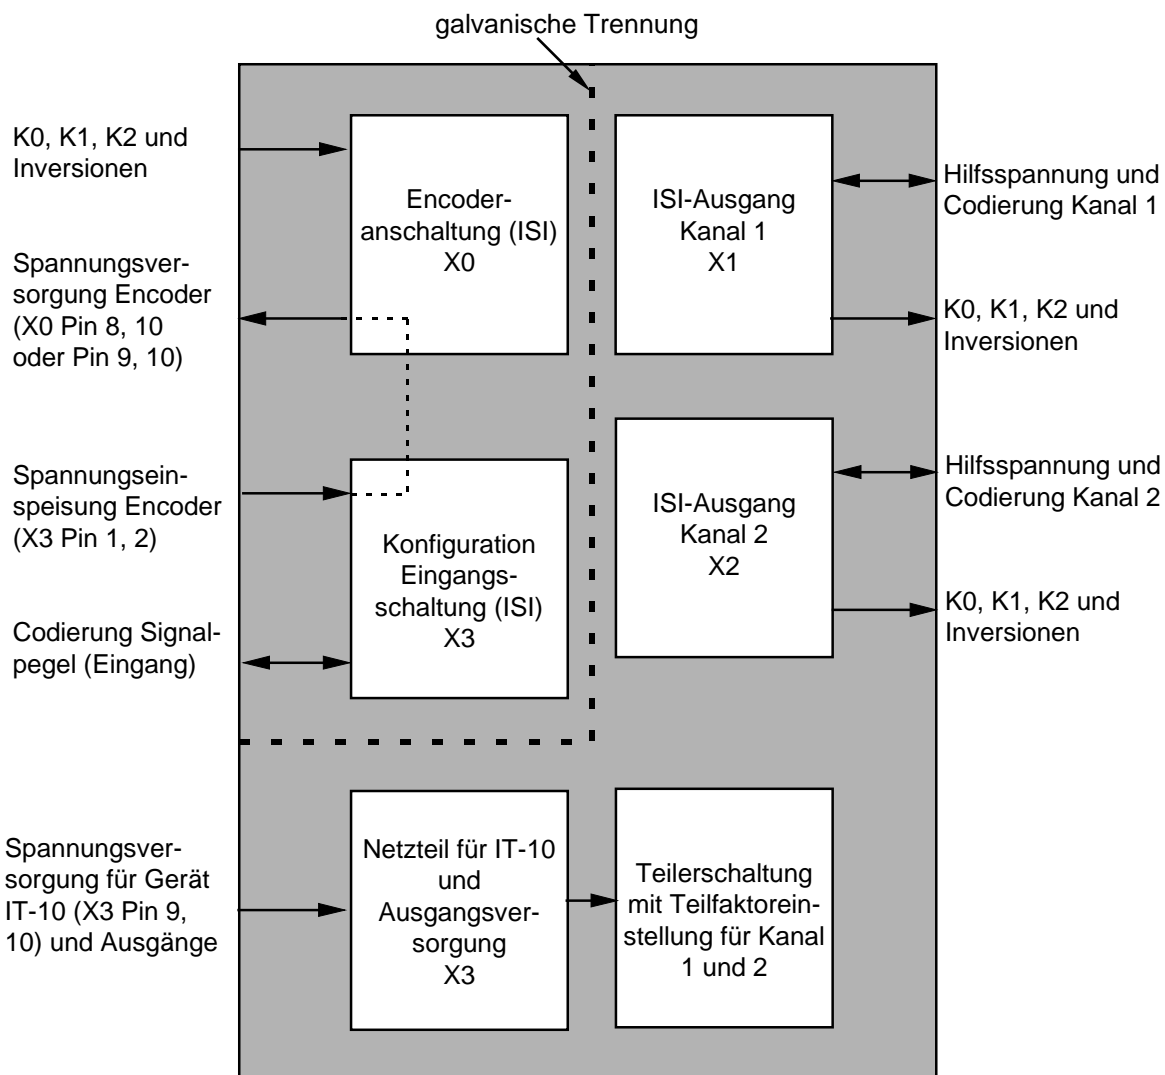 galvanische Trennung
K0, K1, K2 und
Inversionen
Spannungsver-
sorgung Encoder
(X0 Pin 8, 10
oder Pin 9, 10)
Spannungsein-
speisung Encoder
(X3 Pin 1, 2)
Codierung Signal-
pegel (Eingang)
Spannungsver-
sorgung für Gerät
IT-10 (X3 Pin 9,
10) und Ausgänge
Encoder-
anschaltung (ISI)
X0
Konfiguration
Eingangs-
schaltung (ISI)
X3
Netzteil für IT-10
und
Ausgangsver-
sorgung
X3
ISI-Ausgang
Kanal 1
X1
ISI-Ausgang
Kanal 2
X2
Teilerschaltung
mit Teilfaktorein-
stellung für Kanal
1 und 2
Hilfsspannung und
Codierung Kanal 1
K0, K1, K2 und
Inversionen
Hilfsspannung und
Codierung Kanal 2
K0, K1, K2 und
Inversionen